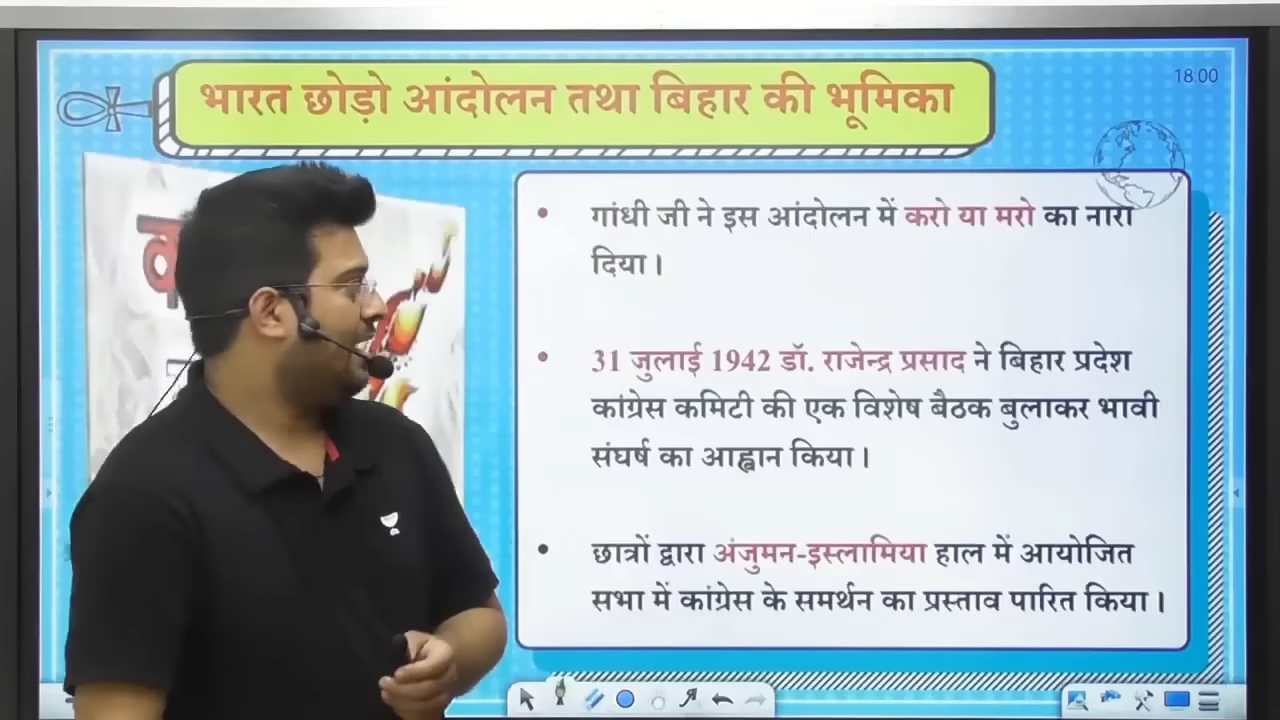 भारत छोड़ो आंदोलन तथा बिहार की भूमिका
18:00
गांधी जी ने इस आंदोलन में करो या मरो का नारा
दिया।
31 जुलाई 1942 डॉ. राजेन्द्र प्रसाद ने बिहार प्रदेश
कांग्रेस कमिटी की एक विशेष बैठक बुलाकर भावी
संघर्ष का आह्वान किया।
छात्रों द्वारा अंजुमन-इस्लामिया हाल में आयोजित
सभा में कांग्रेस के समर्थन का प्रस्ताव पारित किया।